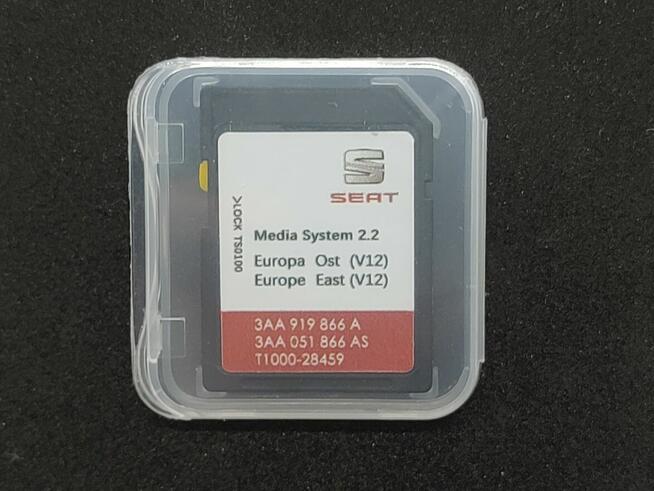 SEAT
>LOCK TS0100
Media System 2.2
Europa Ost (V12)
Europe East (V12)
3AA 919 866 A
3AA 051 866 AS
T1000-28459